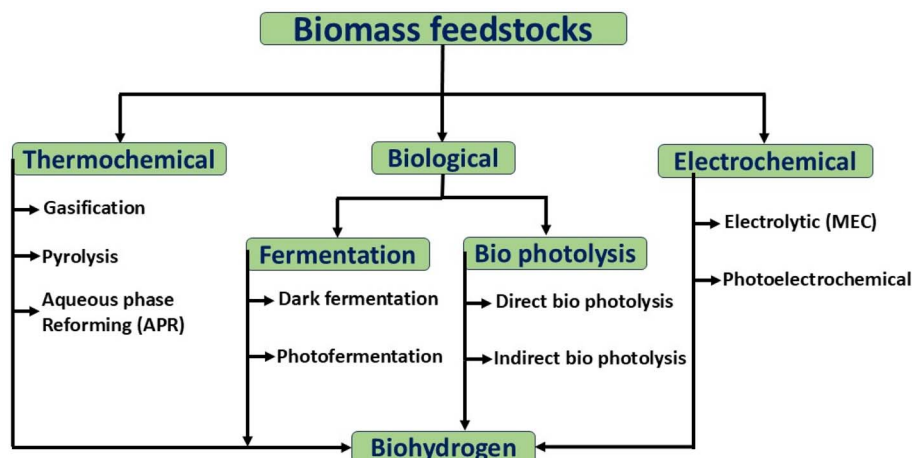 Biomass feedstocks
Thermochemical
Biological
Electrochemical
Gasification
Pyrolysis
Aqueous phase
Reforming (APR)
Fermentation
Dark fermentation
Photofermentation
Bio photolysis
Direct bio photolysis
Indirect bio photolysis
Electrolytic (MEC)
Photoelectrochemical
Biohydrogen